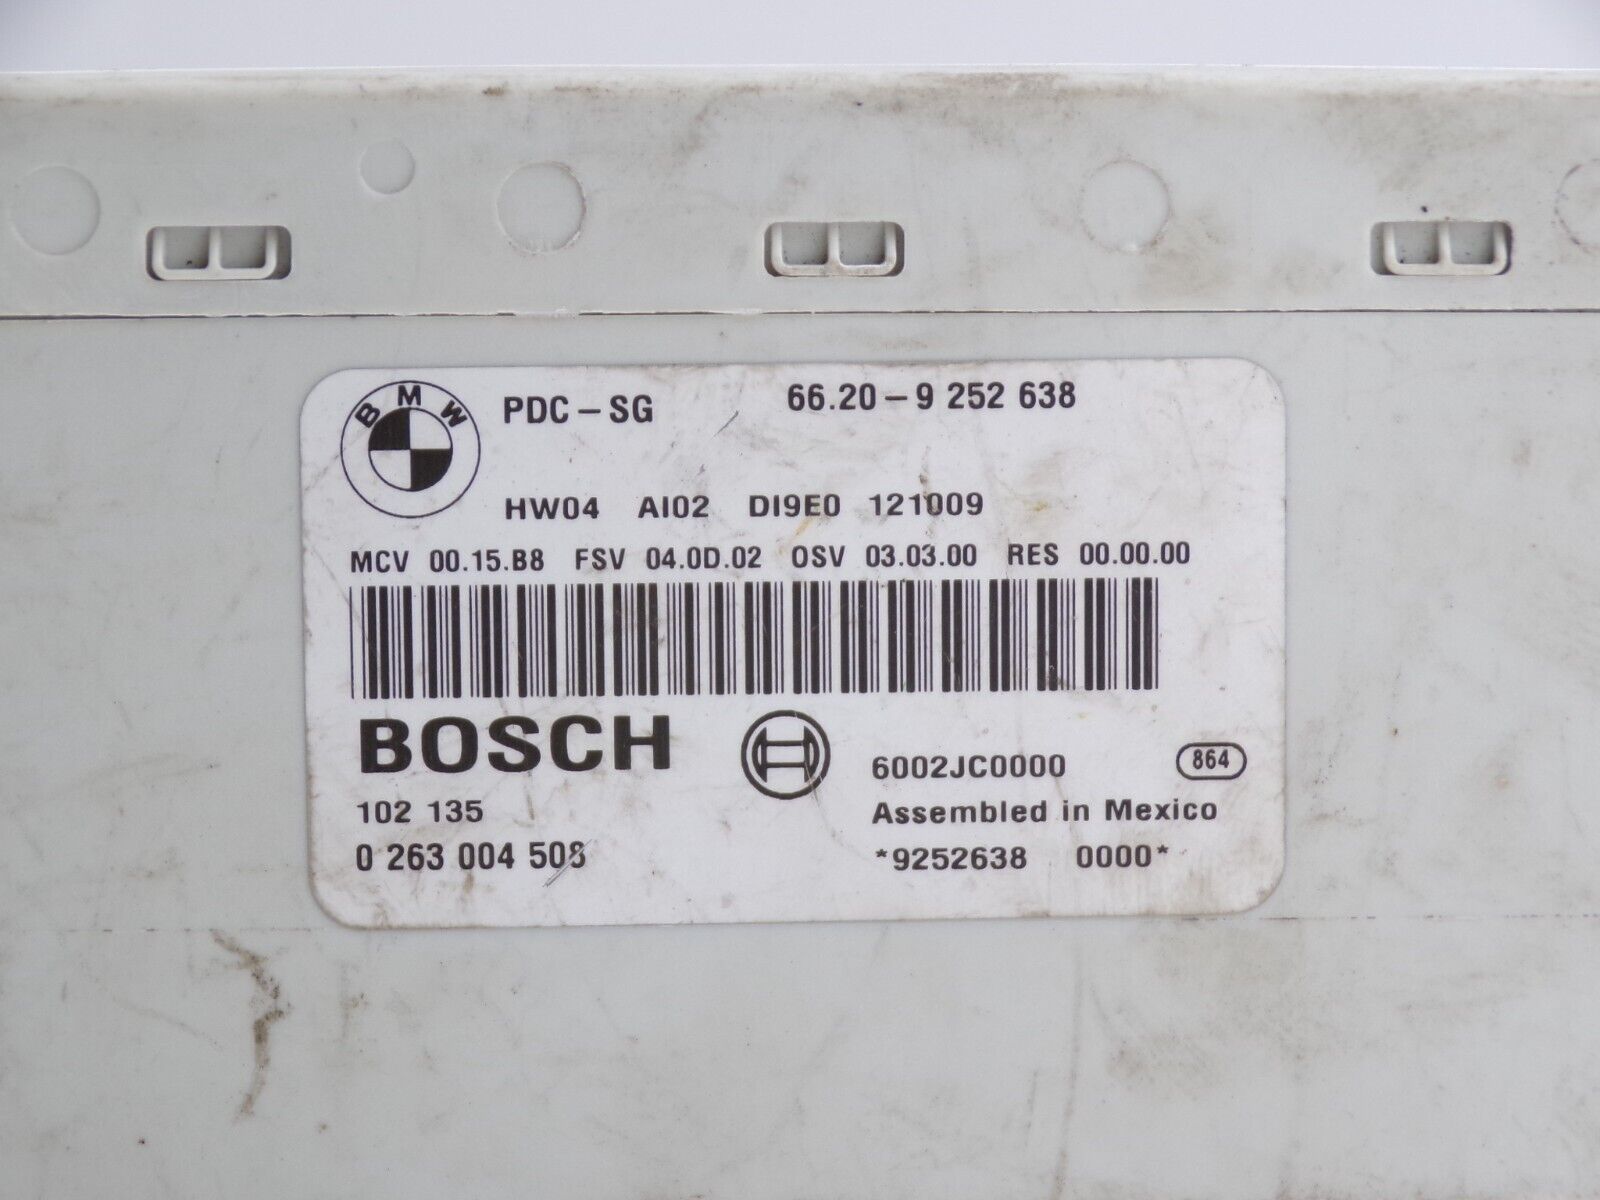 BMW
PDC-SG 66.20-9 252 638
HW04 AI02 DI9E0 121009
MCV 00.15.B8 FSV 04.0D.02 OSV 03.03.00 RES 00.00.00
BOSCH
6002JC0000 864
102 135 Assembled in Mexico
0 263 004 508 *9252638 0000*